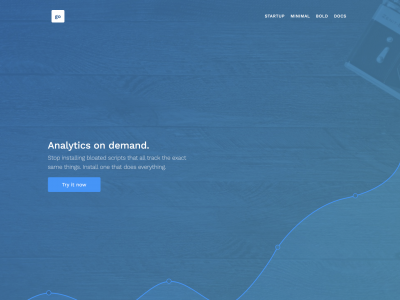 go
STARTUP MINIMAL BOLD DOCS
Analytics on demand.
Stop installing bloated scripts that all track the exact
same things. Install one that does everything.
Try it now